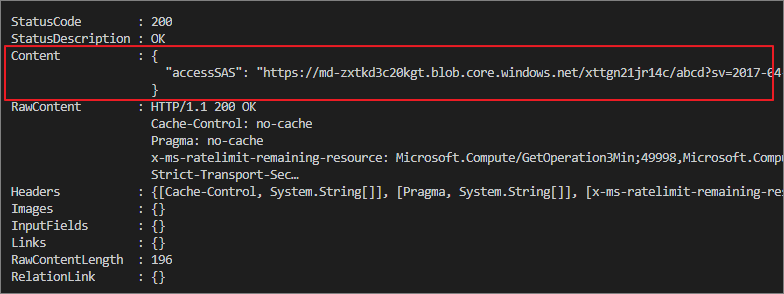 StatusCode : 200
StatusDescription : OK
Content : {
"accessSAS": "https://md-zxtkd3c20kgt.blob.core.windows.net/xttgn21jr14c/abcd?sv=2017-04
}
RawContent : HTTP/1.1 200 OK
Cache-Control: no-cache
Pragma: no-cache
x-ms-ratelimit-remaining-resource: Microsoft.Compute/GetOperation3Min;49998,Microsoft.Comp
Strict-Transport-Sec…
Headers : {[Cache-Control, System.String[]], [Pragma, System.String[]], [x-ms-ratelimit-remaining-res
Images : {}
InputFields : {}
Links : {}
RawContentLength : 196
RelationLink : {}